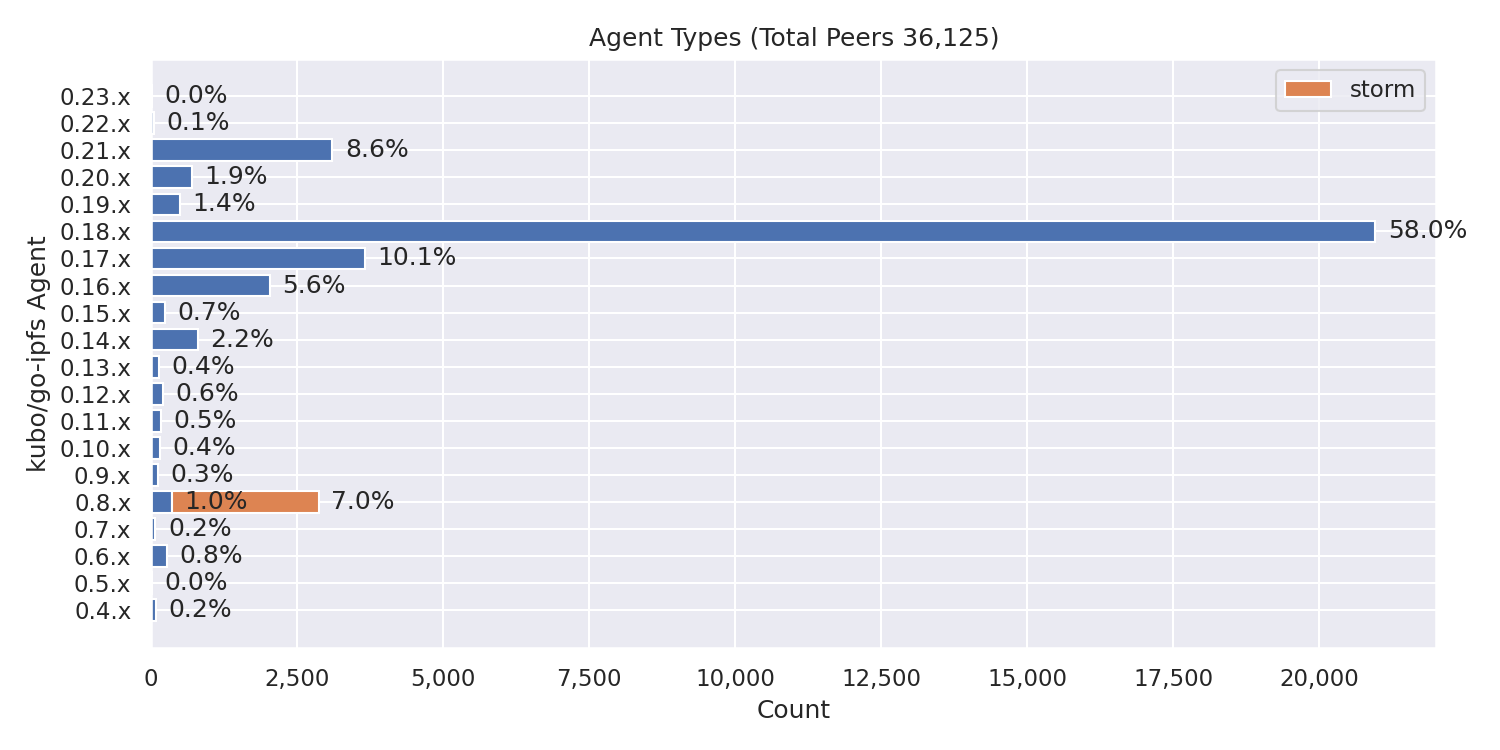 Agent Types (Total Peers 36,125)
storm
kubo/go-ipfs Agent
0.23.x 0.0%
0.22.x 0.1%
0.21.x 8.6%
0.20.x 1.9%
0.19.x 1.4%
0.18.x 58.0%
0.17.x 10.1%
0.16.x 5.6%
0.15.x 0.7%
0.14.x 2.2%
0.13.x 0.4%
0.12.x 0.6%
0.11.x 0.5%
0.10.x 0.4%
0.9.x 0.3%
0.8.x 1.0% 7.0%
0.7.x 0.2%
0.6.x 0.8%
0.5.x 0.0%
0.4.x 0.2%
0 2,500 5,000 7,500 10,000 12,500 15,000 17,500 20,000
Count